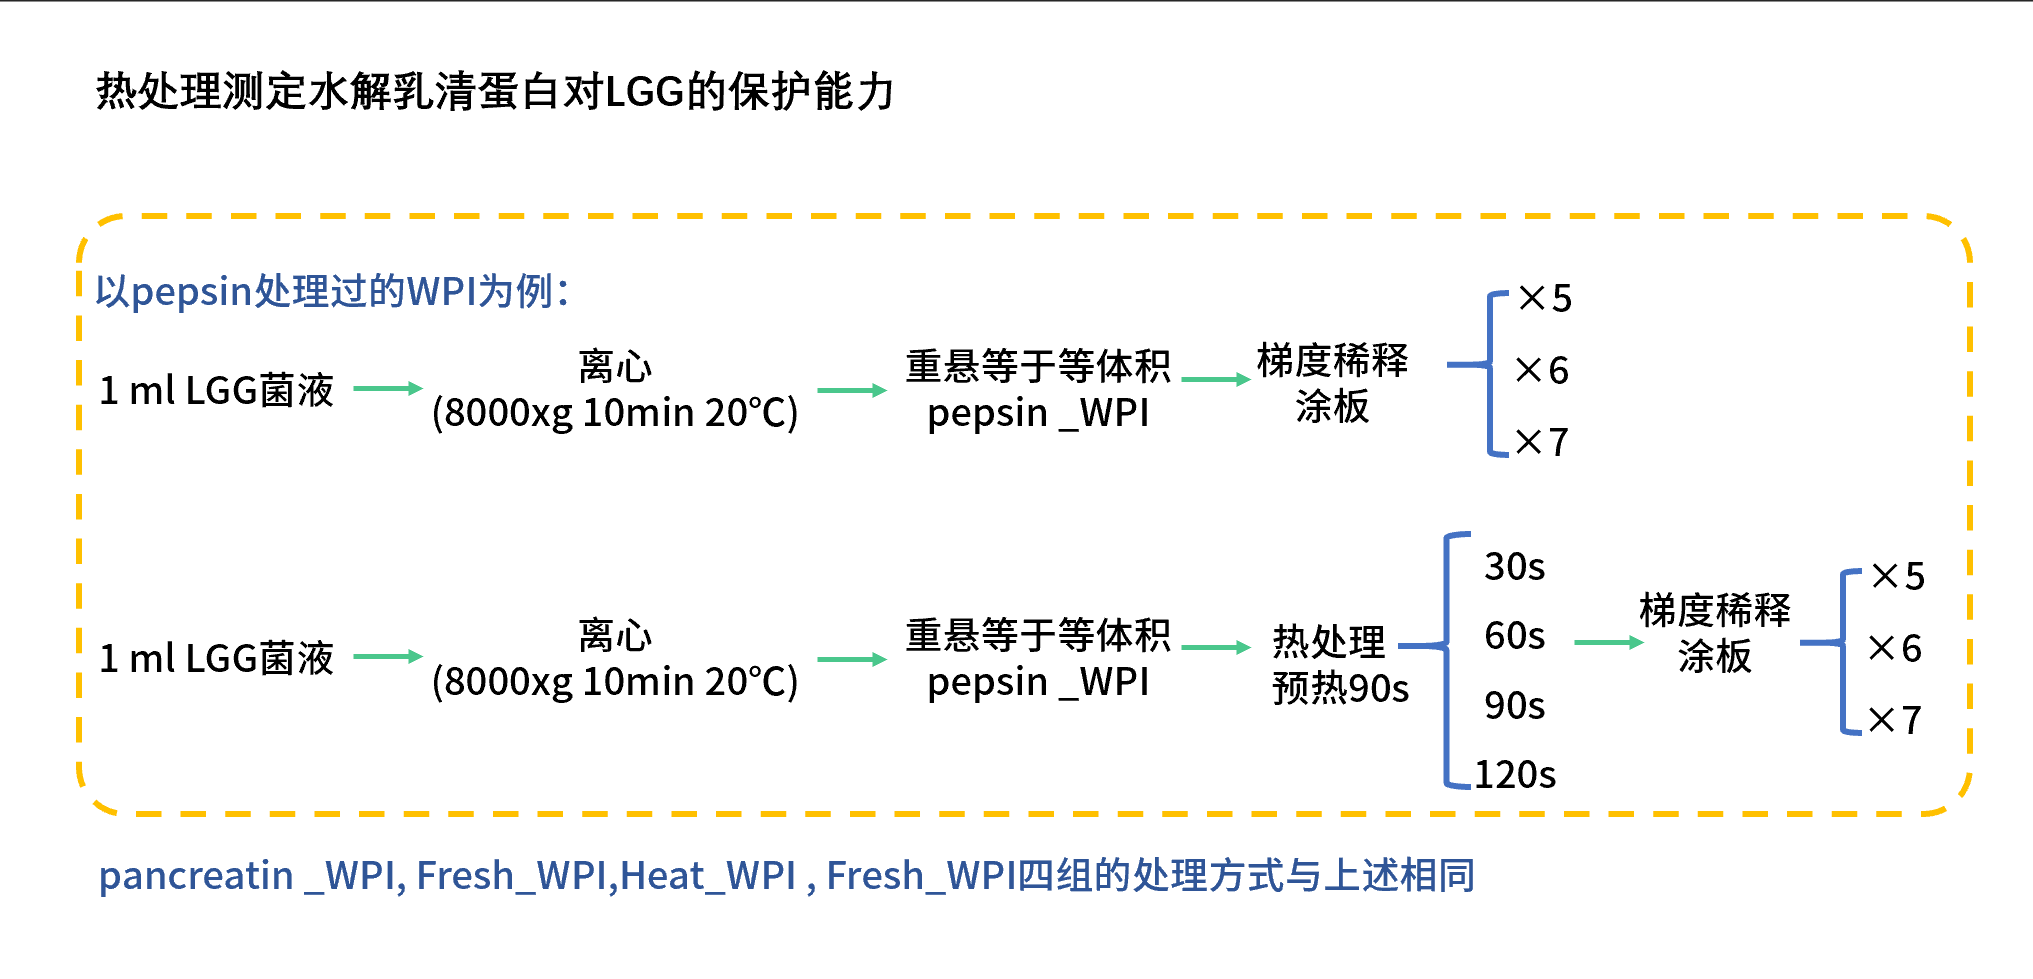 热处理测定水解乳清蛋白对LGG的保护能力
以pepsin处理过的WPI为例：
1 ml LGG菌液
离心
(8000xg 10min 20℃)
重悬等于等体积
pepsin _WPI
梯度稀释
涂板
×5
×6
×7
1 ml LGG菌液
离心
(8000xg 10min 20℃)
重悬等于等体积
pepsin _WPI
热处理
预热90s
30s
60s
90s
120s
梯度稀释
涂板
×5
×6
×7
pancreatin _WPI, Fresh_WPI,Heat_WPI , Fresh_WPI四组的处理方式与上述相同